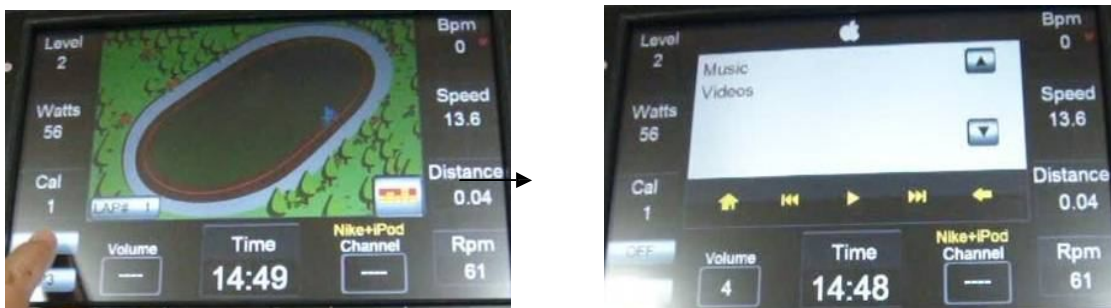 Level
2
Watts
56
Cal
1
LAP# 1
Volume
----
Time
14:49
Nike+iPod
Channel
----
Bpm
0
Speed
13.6
Distance
0.04
Rpm
61
Level
2
Watts
56
Cal
1
OFF
Music
Videos
Volume
4
Time
14:48
Nike+iPod
Channel
----
Bpm
0
Speed
13.6
Distance
0.04
Rpm
61